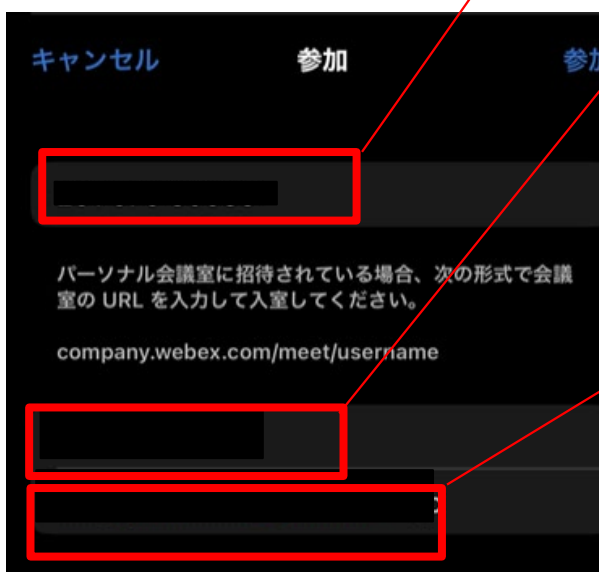 キャンセル
参加
参加
パーソナル会議室に招待されている場合、次の形式で会議
室の URL を入力して入室してください。
company.webex.com/meet/username